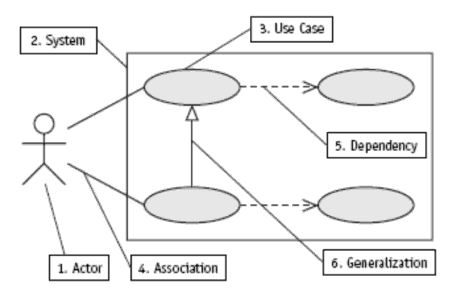 3. Use Case
2. System
5. Dependency
1. Actor
4. Association
6. Generalization